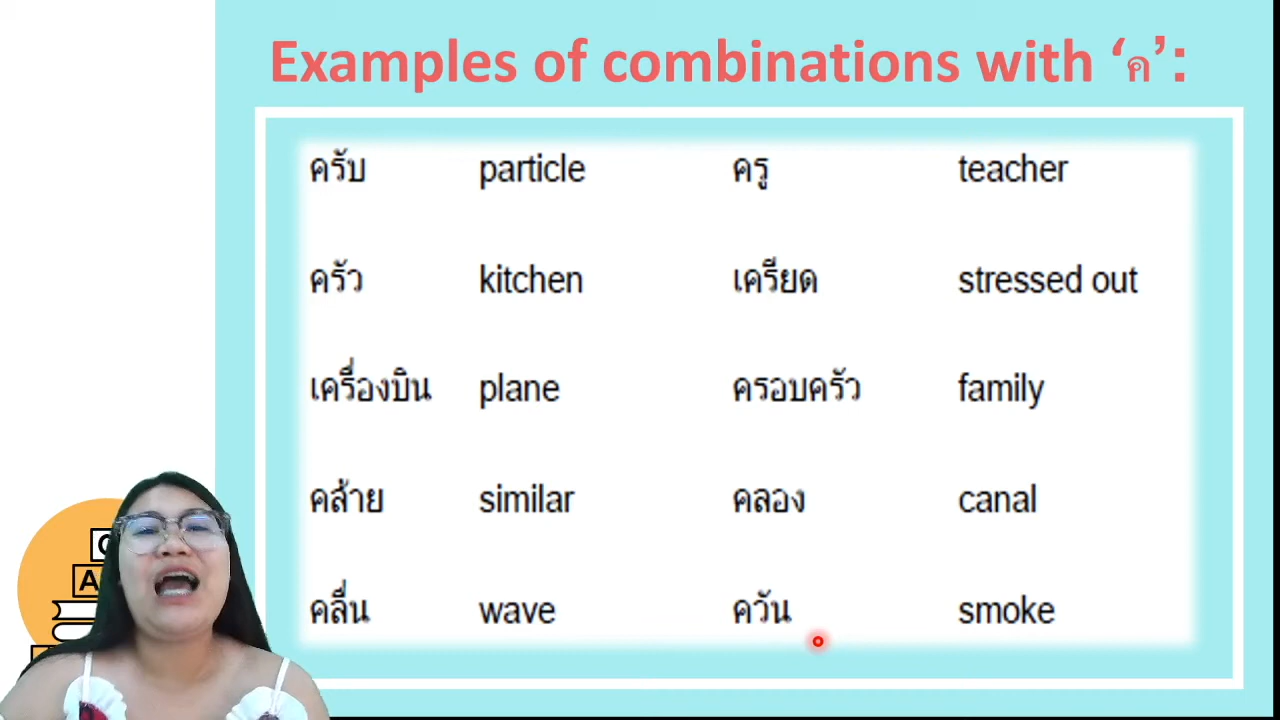 Examples of combinations with ‘ค’:
ครับ particle ครู teacher
ครัว kitchen เครียด stressed out
เครื่องบิน plane ครอบครัว family
คล้าย similar คลอง canal
คลื่น wave ควัน smoke
A